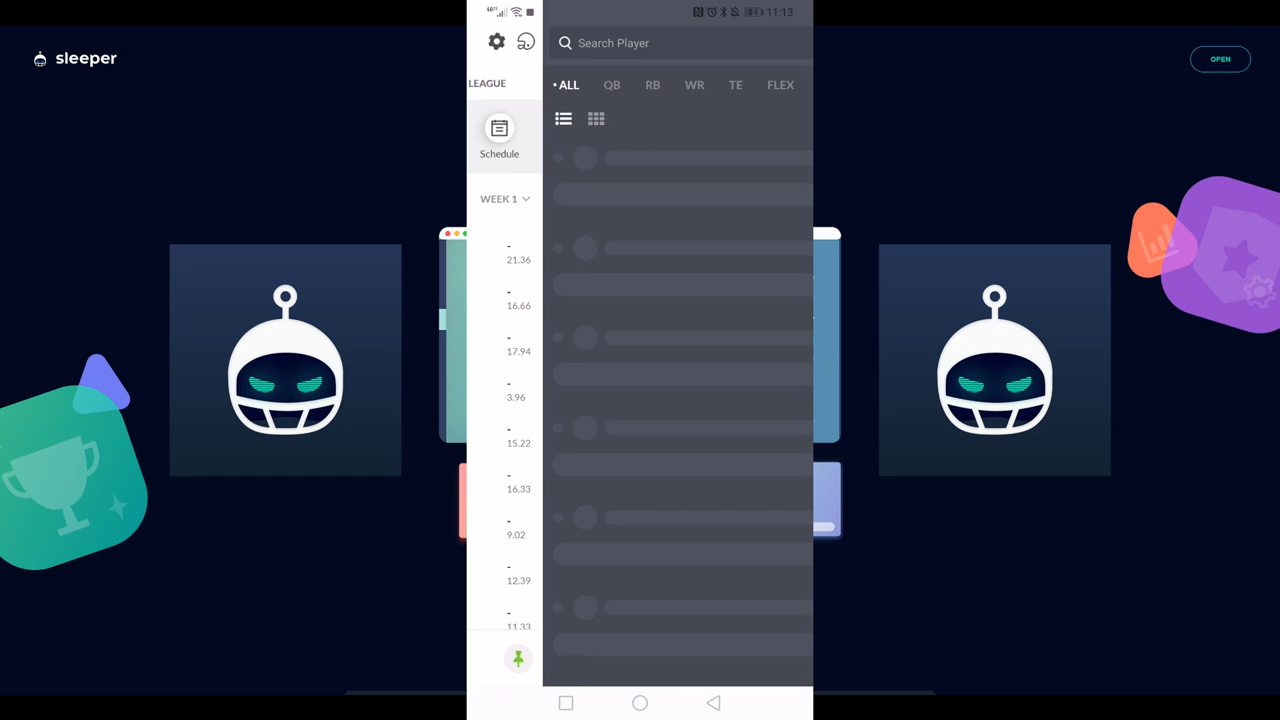 11:13
sleeper
OPEN
Search Player
LEAGUE
• ALL QB RB WR TE FLEX
Schedule
WEEK 1
-
21.36
-
16.66
-
17.94
-
3.96
-
15.22
-
16.33
-
9.02
-
12.39
-
11.33